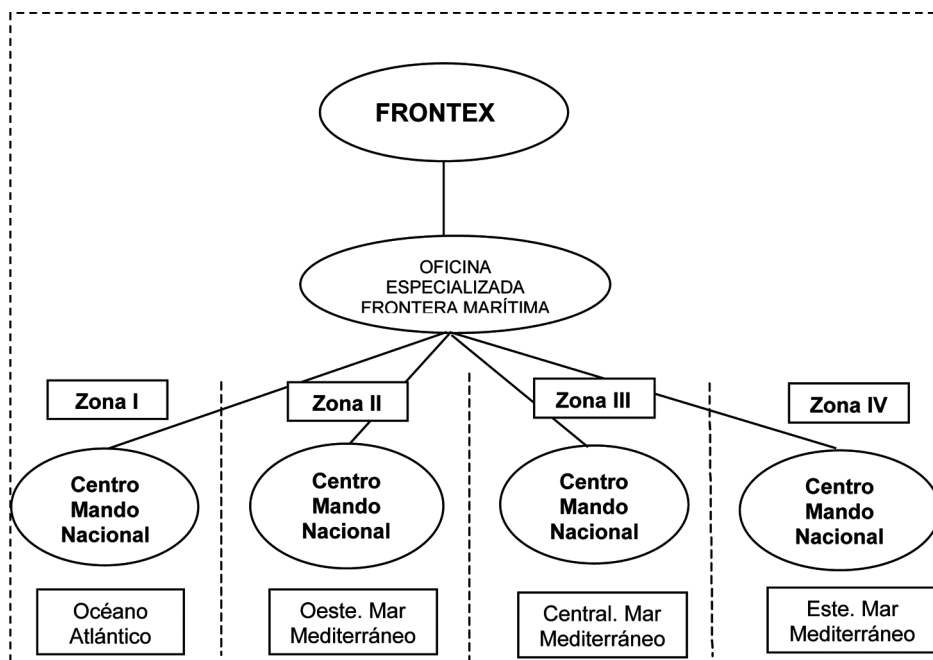 FRONTEX
OFICINA
ESPECIALIZADA
FRONTERA MARÍTIMA
Zona I
Zona II
Zona III
Zona IV
Centro
Mando
Nacional
Centro
Mando
Nacional
Centro
Mando
Nacional
Centro
Mando
Nacional
Océano
Atlántico
Oeste. Mar
Mediterráneo
Central. Mar
Mediterráneo
Este. Mar
Mediterráneo